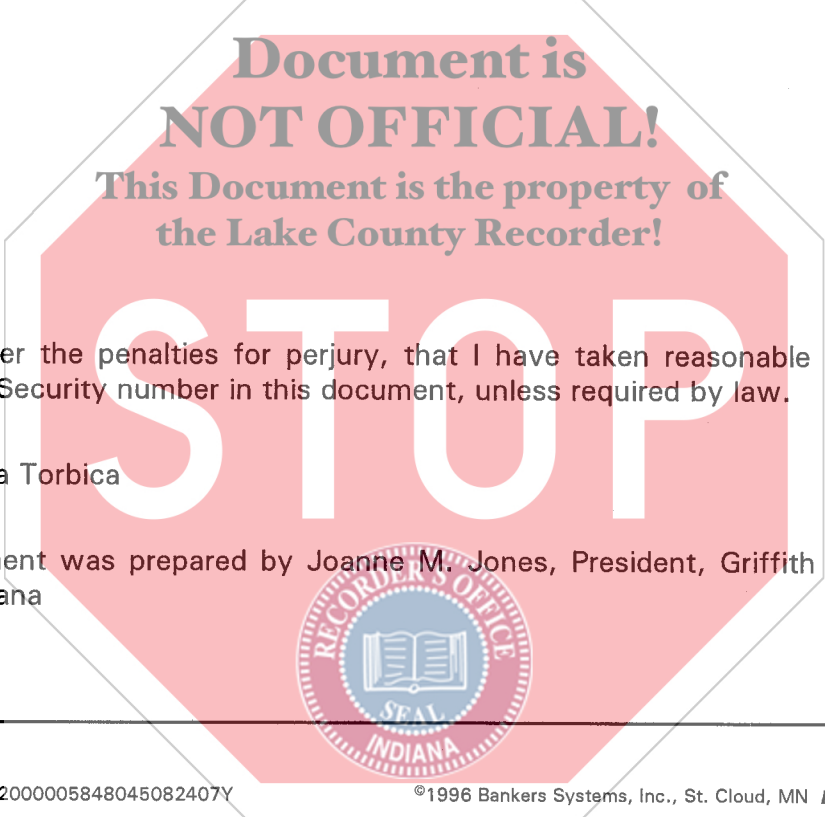 Document is
NOT OFFICIAL!
This Document is the property of
the Lake County Recorder!
STOP
er the penalties for perjury, that I have taken reasonable
Security number in this document, unless required by law.
a Torbica
ent was prepared by Joanne M. Jones, President, Griffith
ana
RECORDER'S OFFICE
SEAL
INDIANA
2000005848045082407Y
©1996 Bankers Systems, Inc., St. Cloud, MN